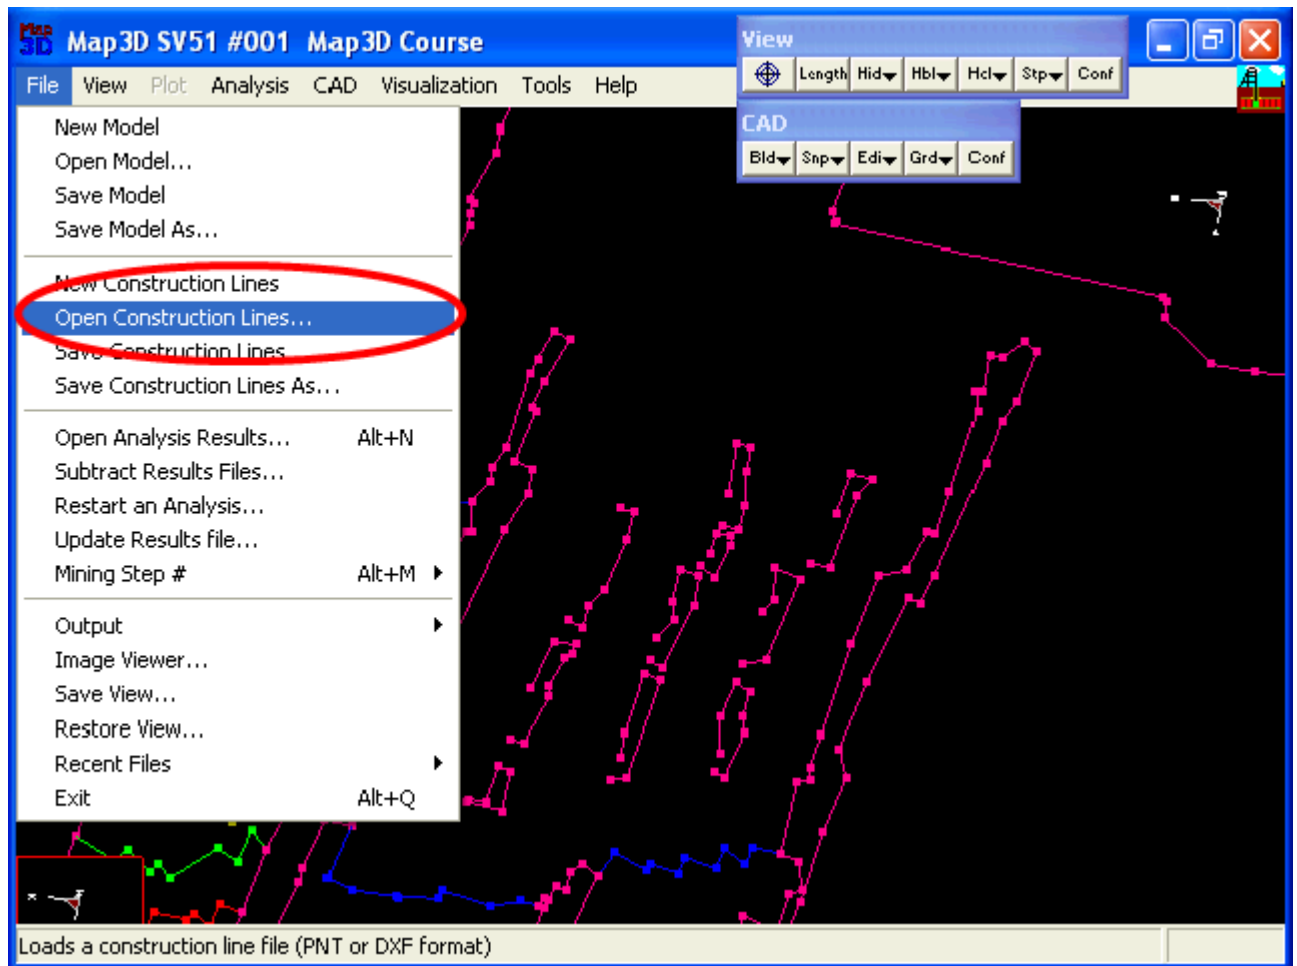 Map 3D
Map3D SV51 #001 Map3D Course
File View Plot Analysis CAD Visualization Tools Help
View
Length Hid Hbl Hcl Stp Conf
CAD
Bld Snp Edi Grd Conf
New Model
Open Model...
Save Model
Save Model As...
New Construction Lines
Open Construction Lines...
Save Construction Lines
Save Construction Lines As...
Open Analysis Results... Alt+N
Subtract Results Files...
Restart an Analysis...
Update Results file...
Mining Step # Alt+M
Output
Image Viewer...
Save View...
Restore View...
Recent Files
Exit Alt+Q
Loads a construction line file (PNT or DXF format)